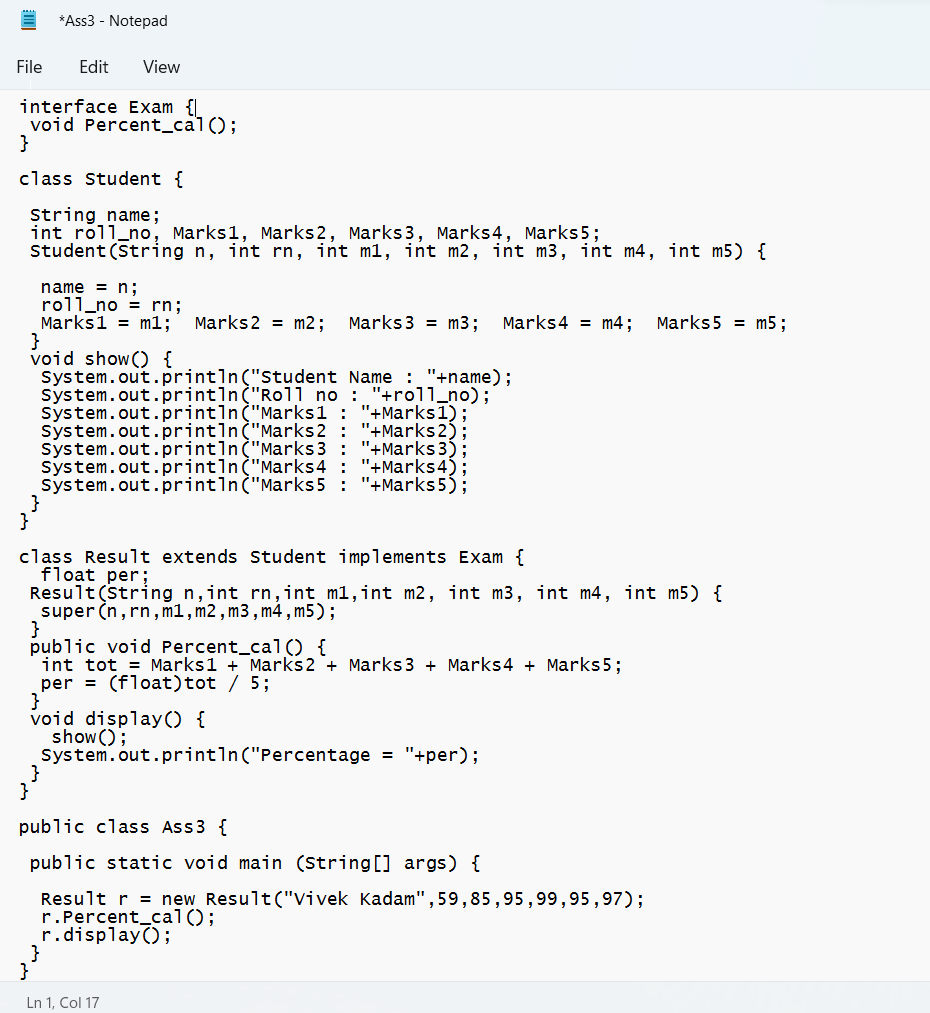 *Ass3 - Notepad
File Edit View
interface Exam {
 void Percent_cal();
}

class Student {

 String name;
 int roll_no, Marks1, Marks2, Marks3, Marks4, Marks5;
 Student(String n, int rn, int m1, int m2, int m3, int m4, int m5) {

  name = n;
  roll_no = rn;
  Marks1 = m1;  Marks2 = m2;  Marks3 = m3;  Marks4 = m4;  Marks5 = m5;
 }
 void show() {
  System.out.println("Student Name : "+name);
  System.out.println("Roll no : "+roll_no);
  System.out.println("Marks1 : "+Marks1);
  System.out.println("Marks2 : "+Marks2);
  System.out.println("Marks3 : "+Marks3);
  System.out.println("Marks4 : "+Marks4);
  System.out.println("Marks5 : "+Marks5);
 }
}

class Result extends Student implements Exam {
  float per;
 Result(String n,int rn,int m1,int m2, int m3, int m4, int m5) {
  super(n,rn,m1,m2,m3,m4,m5);
 }
 public void Percent_cal() {
  int tot = Marks1 + Marks2 + Marks3 + Marks4 + Marks5;
  per = (float)tot / 5;
 }
 void display() {
   show();
  System.out.println("Percentage = "+per);
 }
}

public class Ass3 {

 public static void main (String[] args) {

  Result r = new Result("Vivek Kadam",59,85,95,99,95,97);
  r.Percent_cal();
  r.display();
 }
}
Ln 1, Col 17